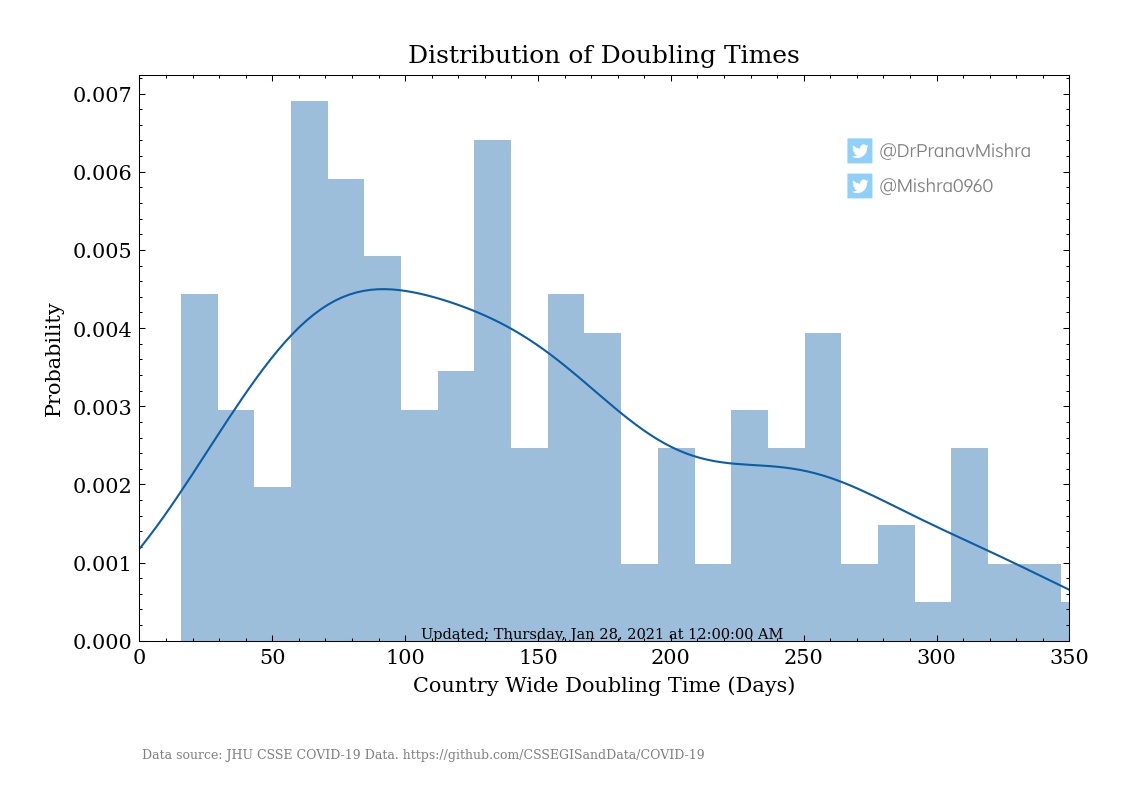 Distribution of Doubling Times
0.007
0.006
0.005
0.004
0.003
0.002
0.001
0.000
Probability
@DrPranavMishra
@Mishra0960
Updated: Thursday, Jan 28, 2021 at 12:00:00 AM
0 50 100 150 200 250 300 350
Country Wide Doubling Time (Days)
Data source: JHU CSSE COVID-19 Data. https://github.com/CSSEGISandData/COVID-19